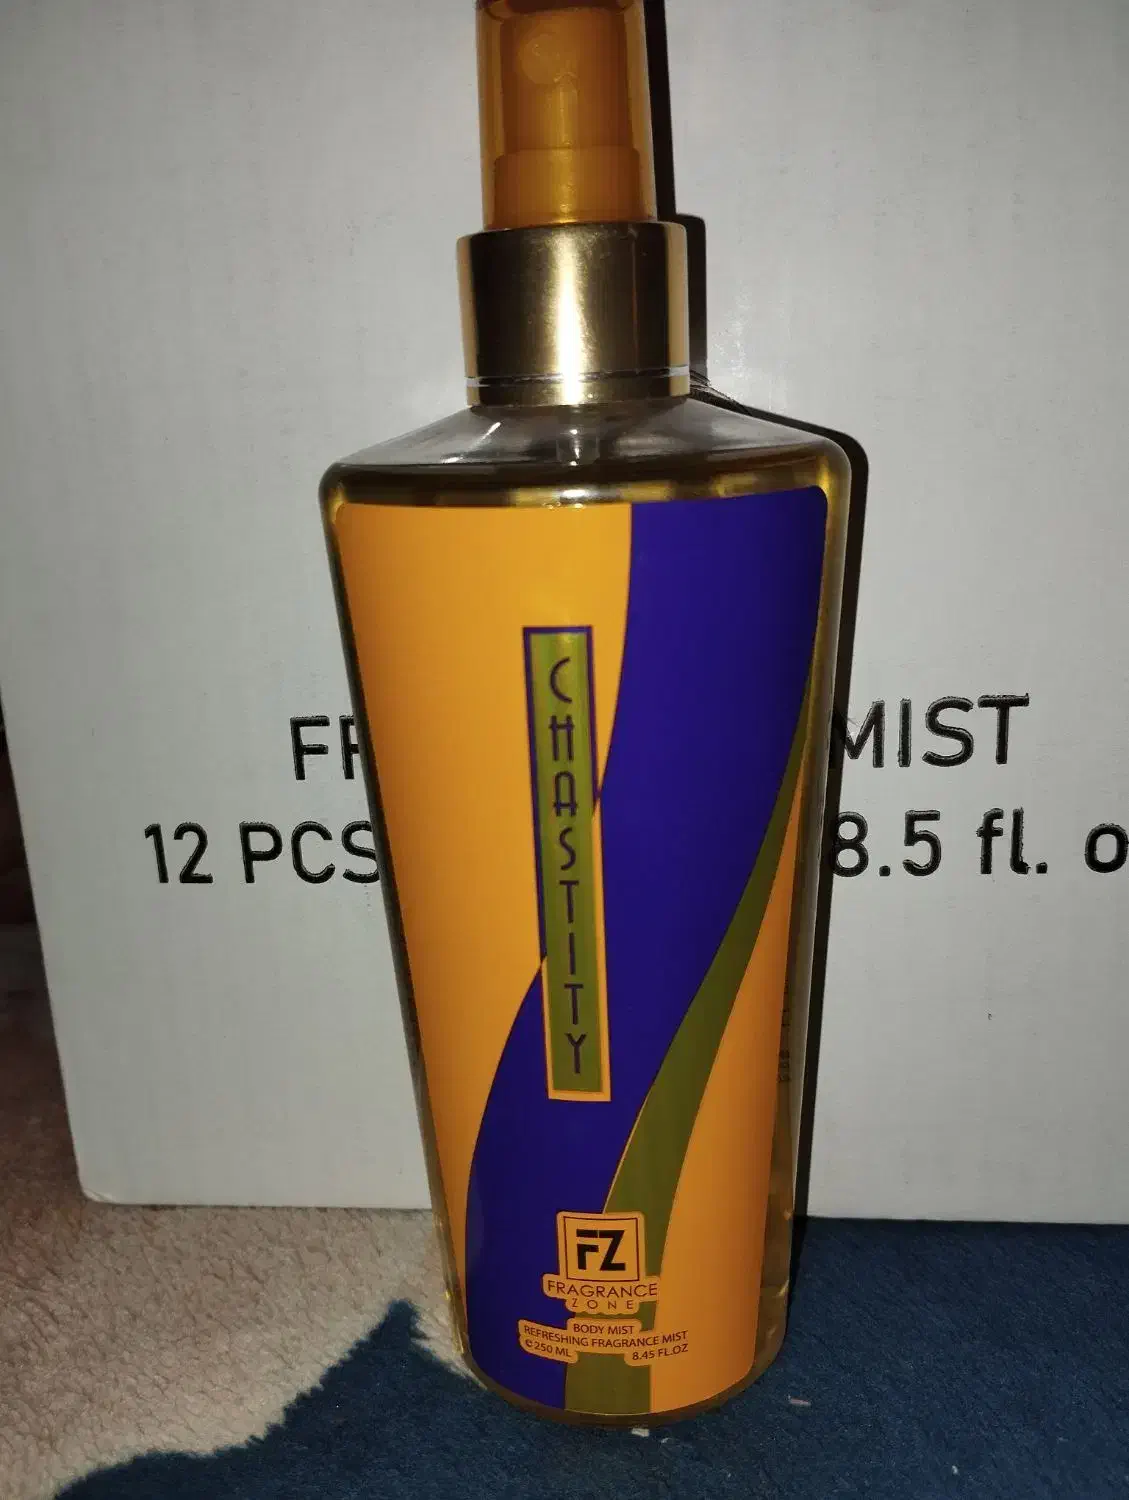 CHASTITY
FZ
FRAGRANCE
ZONE
BODY MIST
REFRESHING FRAGRANCE MIST
e 250 ML 8.45 FL.OZ
MIST
12 PCS 8.5 fl.